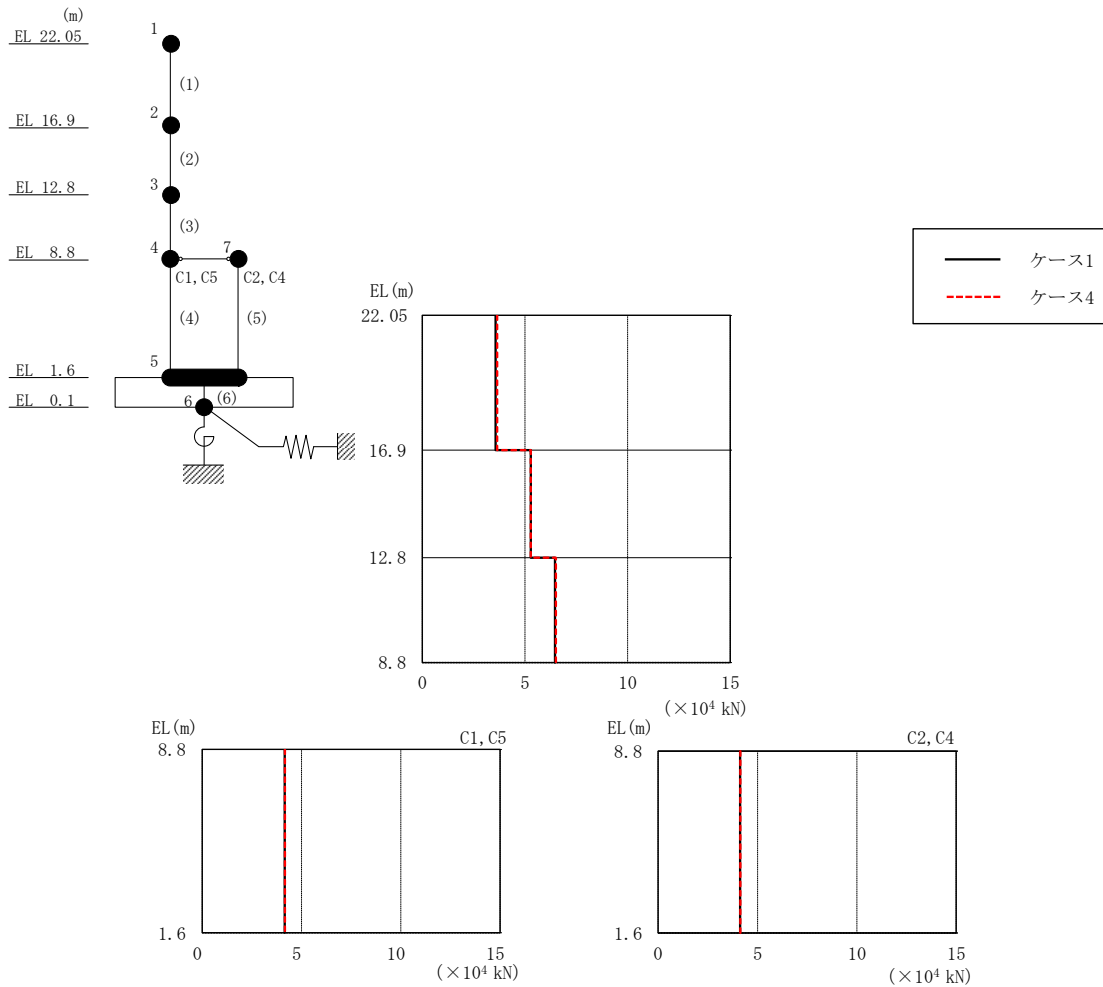 (m)
EL 22.05
EL 16.9
EL 12.8
EL 8.8
EL 1.6
EL 0.1
1
(1)
2
(2)
3
(3)
4
7
C1, C5
C2, C4
(4)
(5)
5
6
(6)
ケース1
ケース4
EL(m)
22.05
16.9
12.8
8.8
0
5
10
15
(×10⁴ kN)
EL(m)
C1, C5
8.8
1.6
0
5
10
15
(×10⁴ kN)
EL(m)
C2, C4
8.8
1.6
0
5
10
15
(×10⁴ kN)